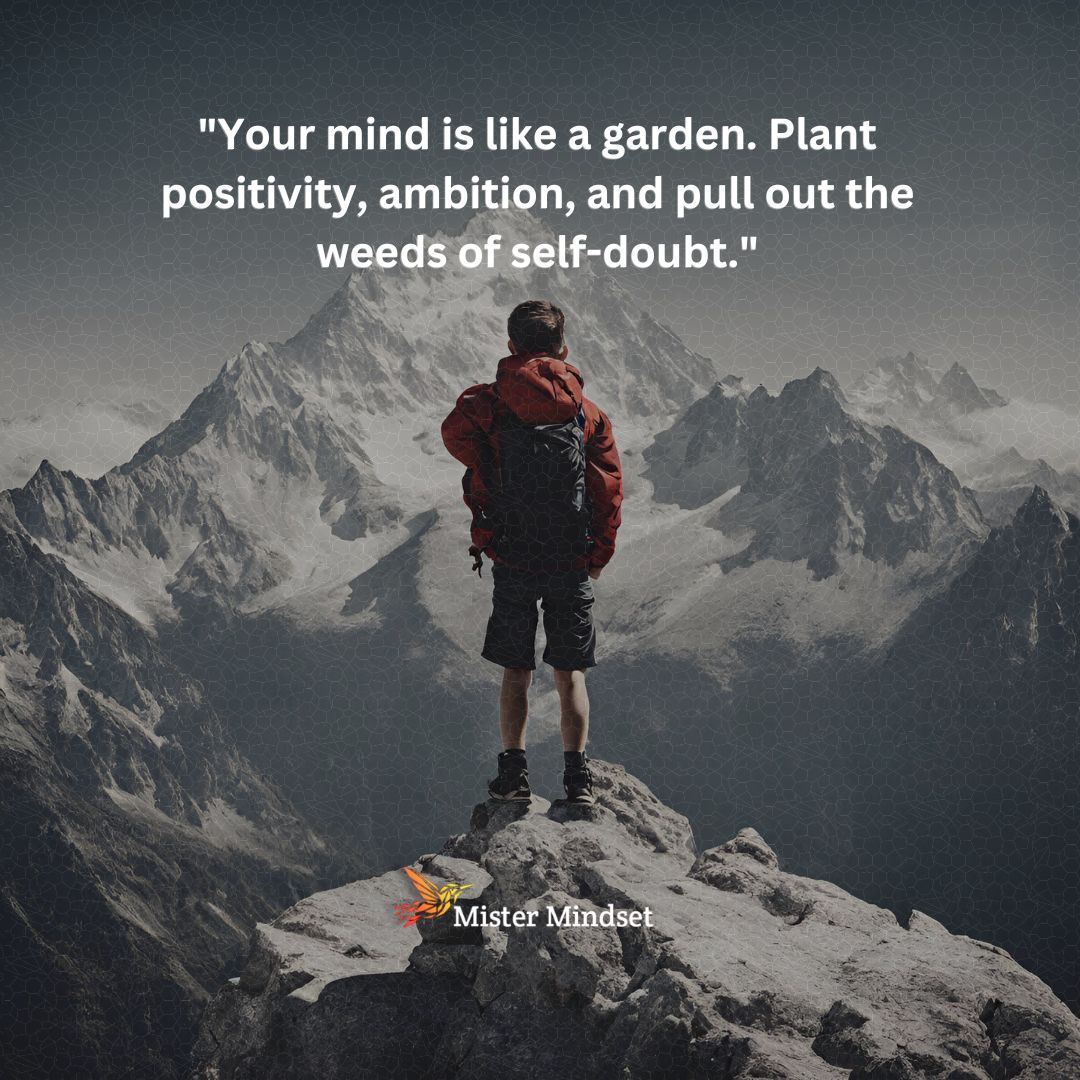 "Your mind is like a garden. Plant
positivity, ambition, and pull out the
weeds of self-doubt."
Mister Mindset